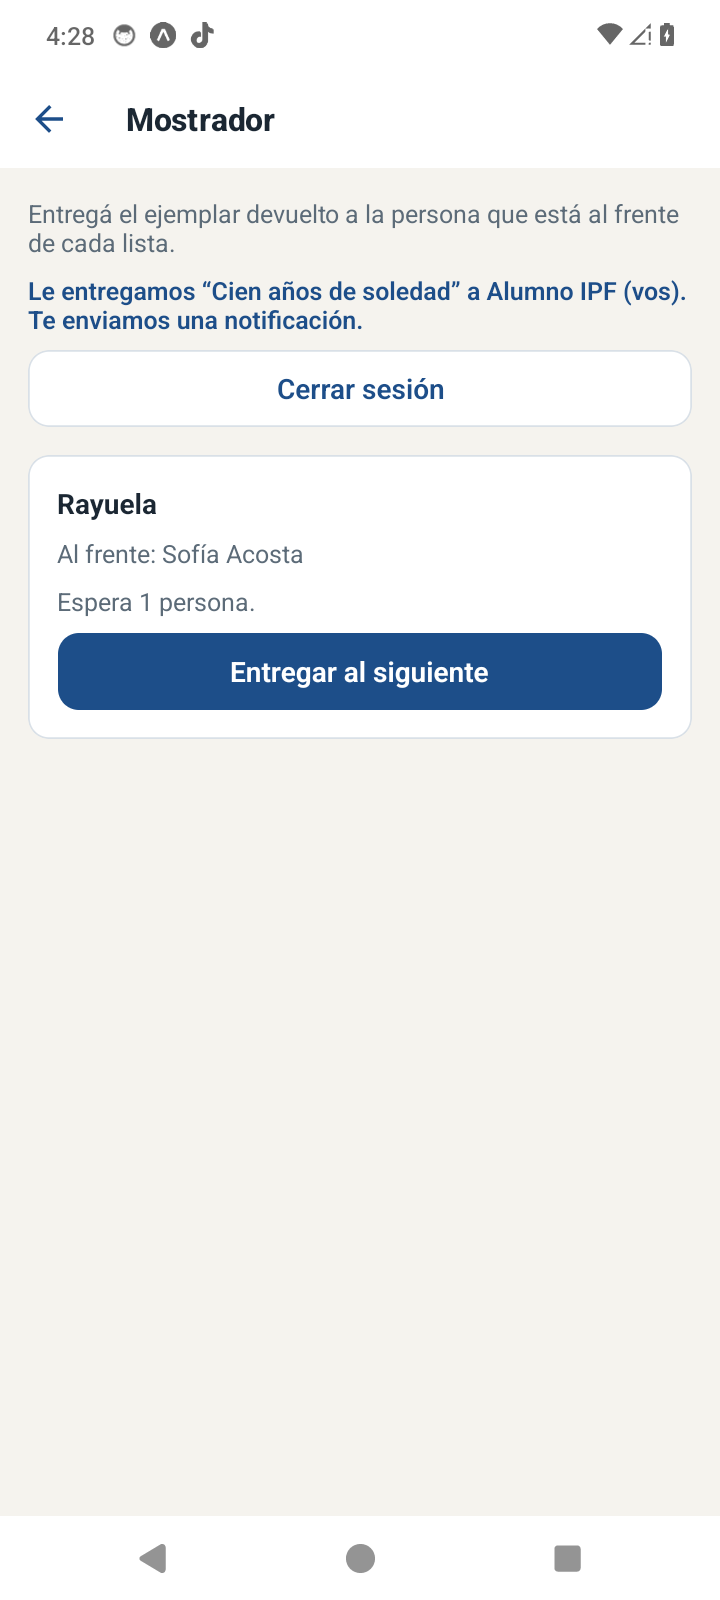 4:28
Mostrador
Entregá el ejemplar devuelto a la persona que está al frente
de cada lista.
Le entregamos “Cien años de soledad” a Alumno IPF (vos).
Te enviamos una notificación.
Cerrar sesión
Rayuela
Al frente: Sofía Acosta
Espera 1 persona.
Entregar al siguiente